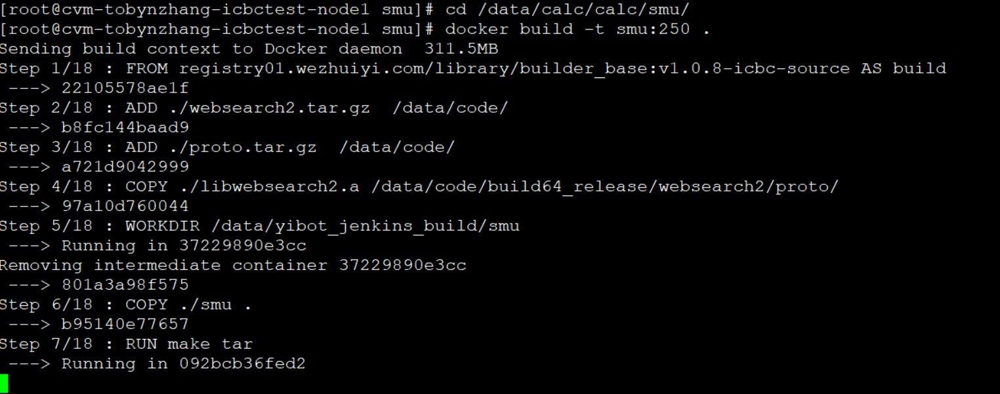 [root@cvm-tobynzhang-icbctest-node1 smu]# cd /data/calc/calc/smu/
[root@cvm-tobynzhang-icbctest-node1 smu]# docker build -t smu:250 .
Sending build context to Docker daemon  311.5MB
Step 1/18 : FROM registry01.wezhuiyi.com/library/builder_base:v1.0.8-icbc-source AS build
 ---> 22105578ae1f
Step 2/18 : ADD ./websearch2.tar.gz  /data/code/
 ---> b8fc144baad9
Step 3/18 : ADD ./proto.tar.gz  /data/code/
 ---> a721d9042999
Step 4/18 : COPY ./libwebsearch2.a /data/code/build64_release/websearch2/proto/
 ---> 97a10d760044
Step 5/18 : WORKDIR /data/yibot_jenkins_build/smu
 ---> Running in 37229890e3cc
Removing intermediate container 37229890e3cc
 ---> 801a3a98f575
Step 6/18 : COPY ./smu .
 ---> b95140e77657
Step 7/18 : RUN make tar
 ---> Running in 092bcb36fed2